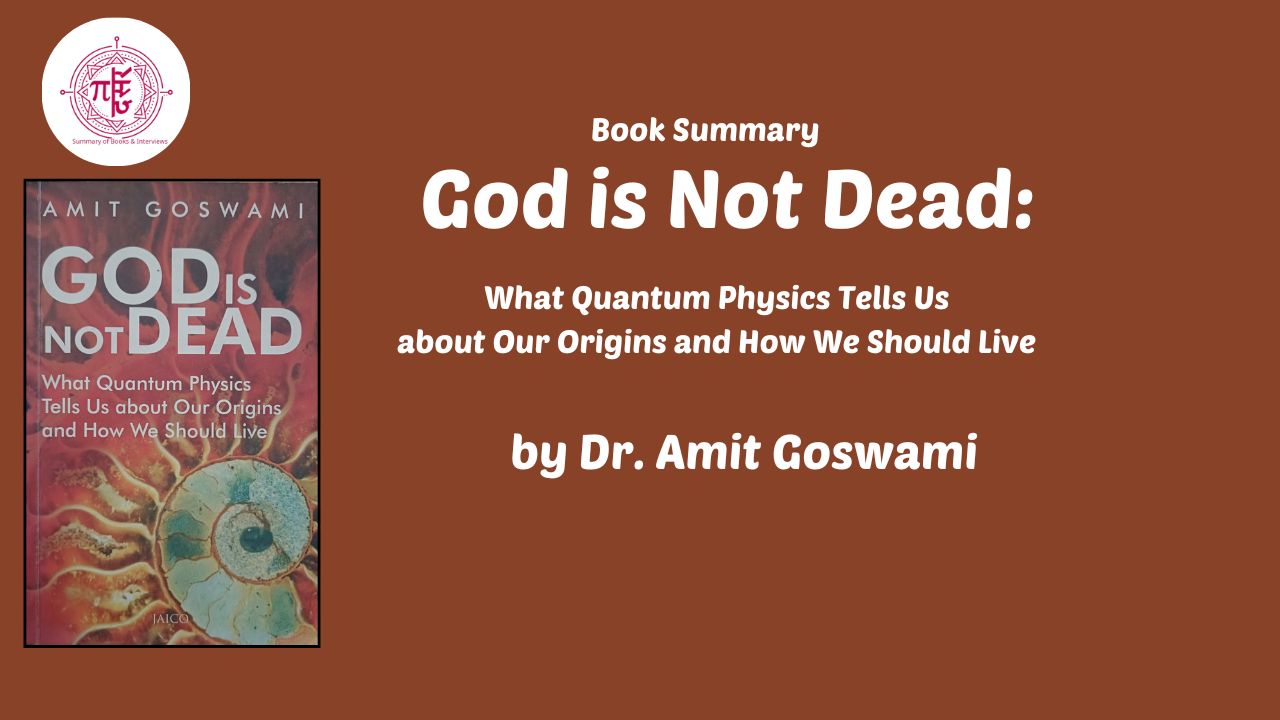 Summary of Books & Interviews
Book Summary
God is Not Dead:
What Quantum Physics Tells Us
about Our Origins and How We Should Live
by Dr. Amit Goswami
AMIT GOSWAMI
GOD IS
NOT DEAD
What Quantum Physics
Tells Us about Our Origins
and How We Should Live
JAICO